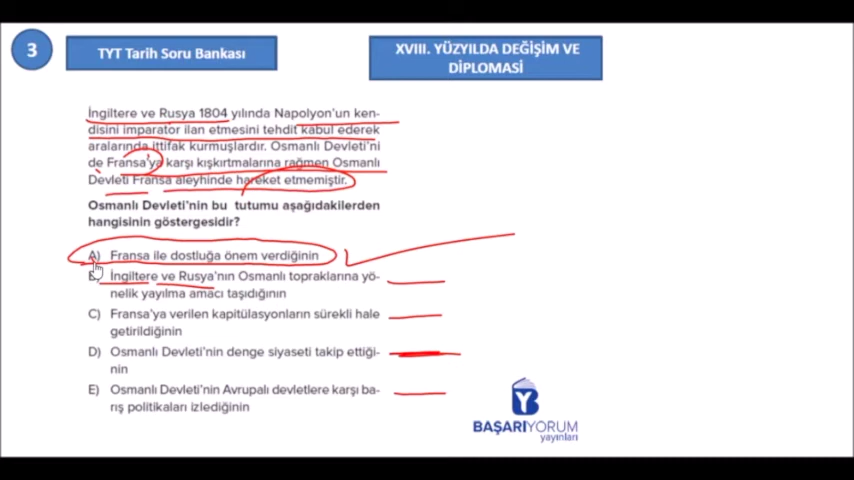 3
TYT Tarih Soru Bankası
XVIII. YÜZYILDA DEĞİŞİM VE
DİPLOMASİ
İngiltere ve Rusya 1804 yılında Napolyon'un ken-
disini imparator ilan etmesini tehdit kabul ederek
aralarında ittifak kurmuşlardır. Osmanlı Devleti'ni
de Fransa'ya karşı kışkırtmalarına rağmen Osmanlı
Devleti Fransa aleyhinde hareket etmemiştir.
Osmanlı Devleti'nin bu tutumu aşağıdakilerden
hangisinin göstergesidir?
A) Fransa ile dostluğa önem verdiğinin
B) İngiltere ve Rusya'nın Osmanlı topraklarına yö-
nelik yayılma amacı taşıdığının
C) Fransa'ya verilen kapitülasyonların sürekli hale
getirildiğinin
D) Osmanlı Devleti'nin denge siyaseti takip ettiği-
nin
E) Osmanlı Devleti'nin Avrupalı devletlere karşı ba-
rış politikaları izlediğinin
BAŞARIYORUM
yayınları